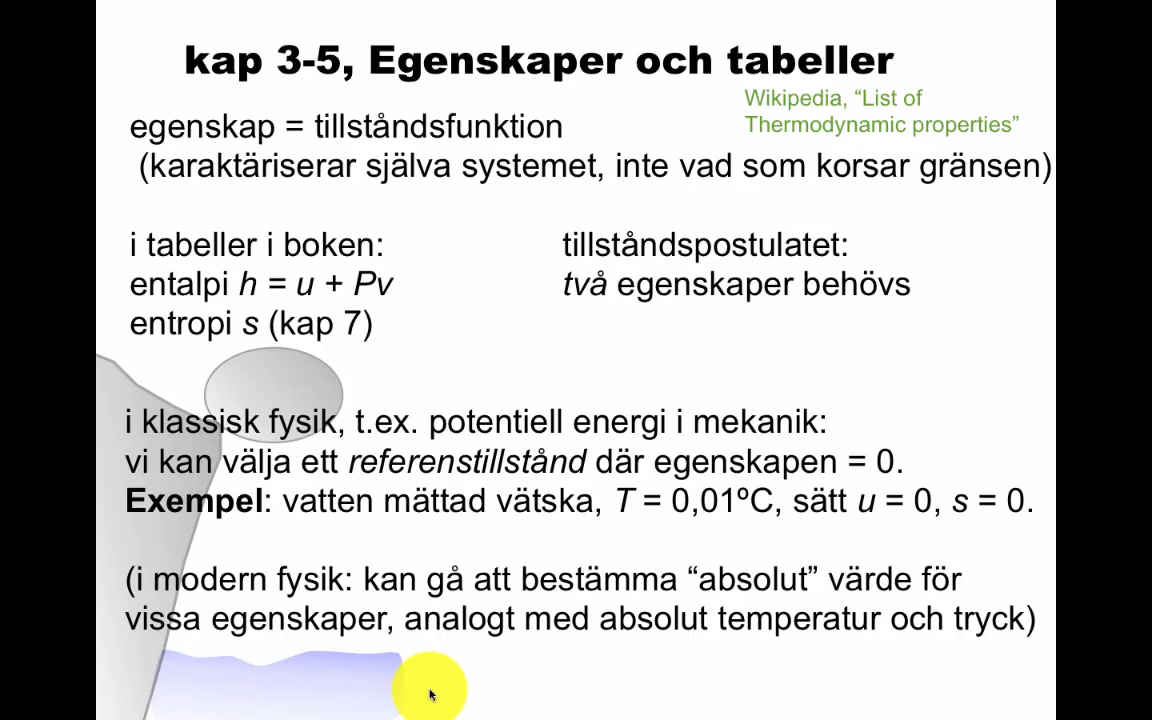 kap 3-5, Egenskaper och tabeller
Wikipedia, “List of
Thermodynamic properties”
egenskap = tillståndsfunktion
(karaktäriserar själva systemet, inte vad som korsar gränsen)
i tabeller i boken:
entalpi h = u + Pv
entropi s (kap 7)
tillståndspostulatet:
två egenskaper behövs
i klassisk fysik, t.ex. potentiell energi i mekanik:
vi kan välja ett referenstillstånd där egenskapen = 0.
Exempel: vatten mättad vätska, T = 0,01ºC, sätt u = 0, s = 0.
(i modern fysik: kan gå att bestämma “absolut” värde för
vissa egenskaper, analogt med absolut temperatur och tryck)